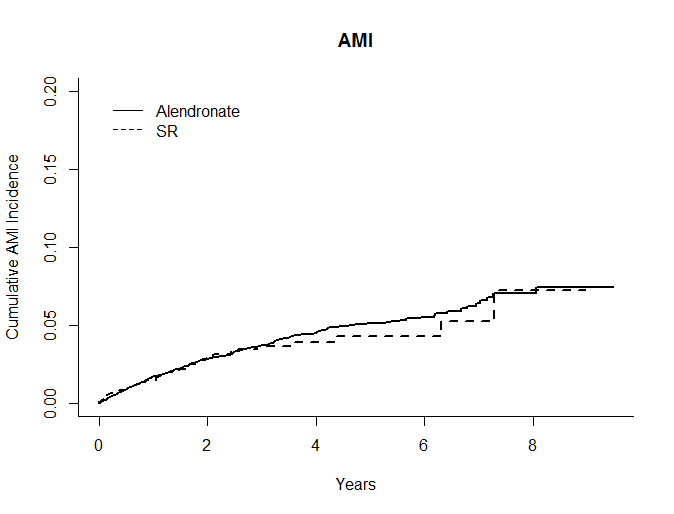 AMI
Alendronate
SR
Cumulative AMI Incidence
0.20
0.15
0.10
0.05
0.00
0 2 4 6 8
Years